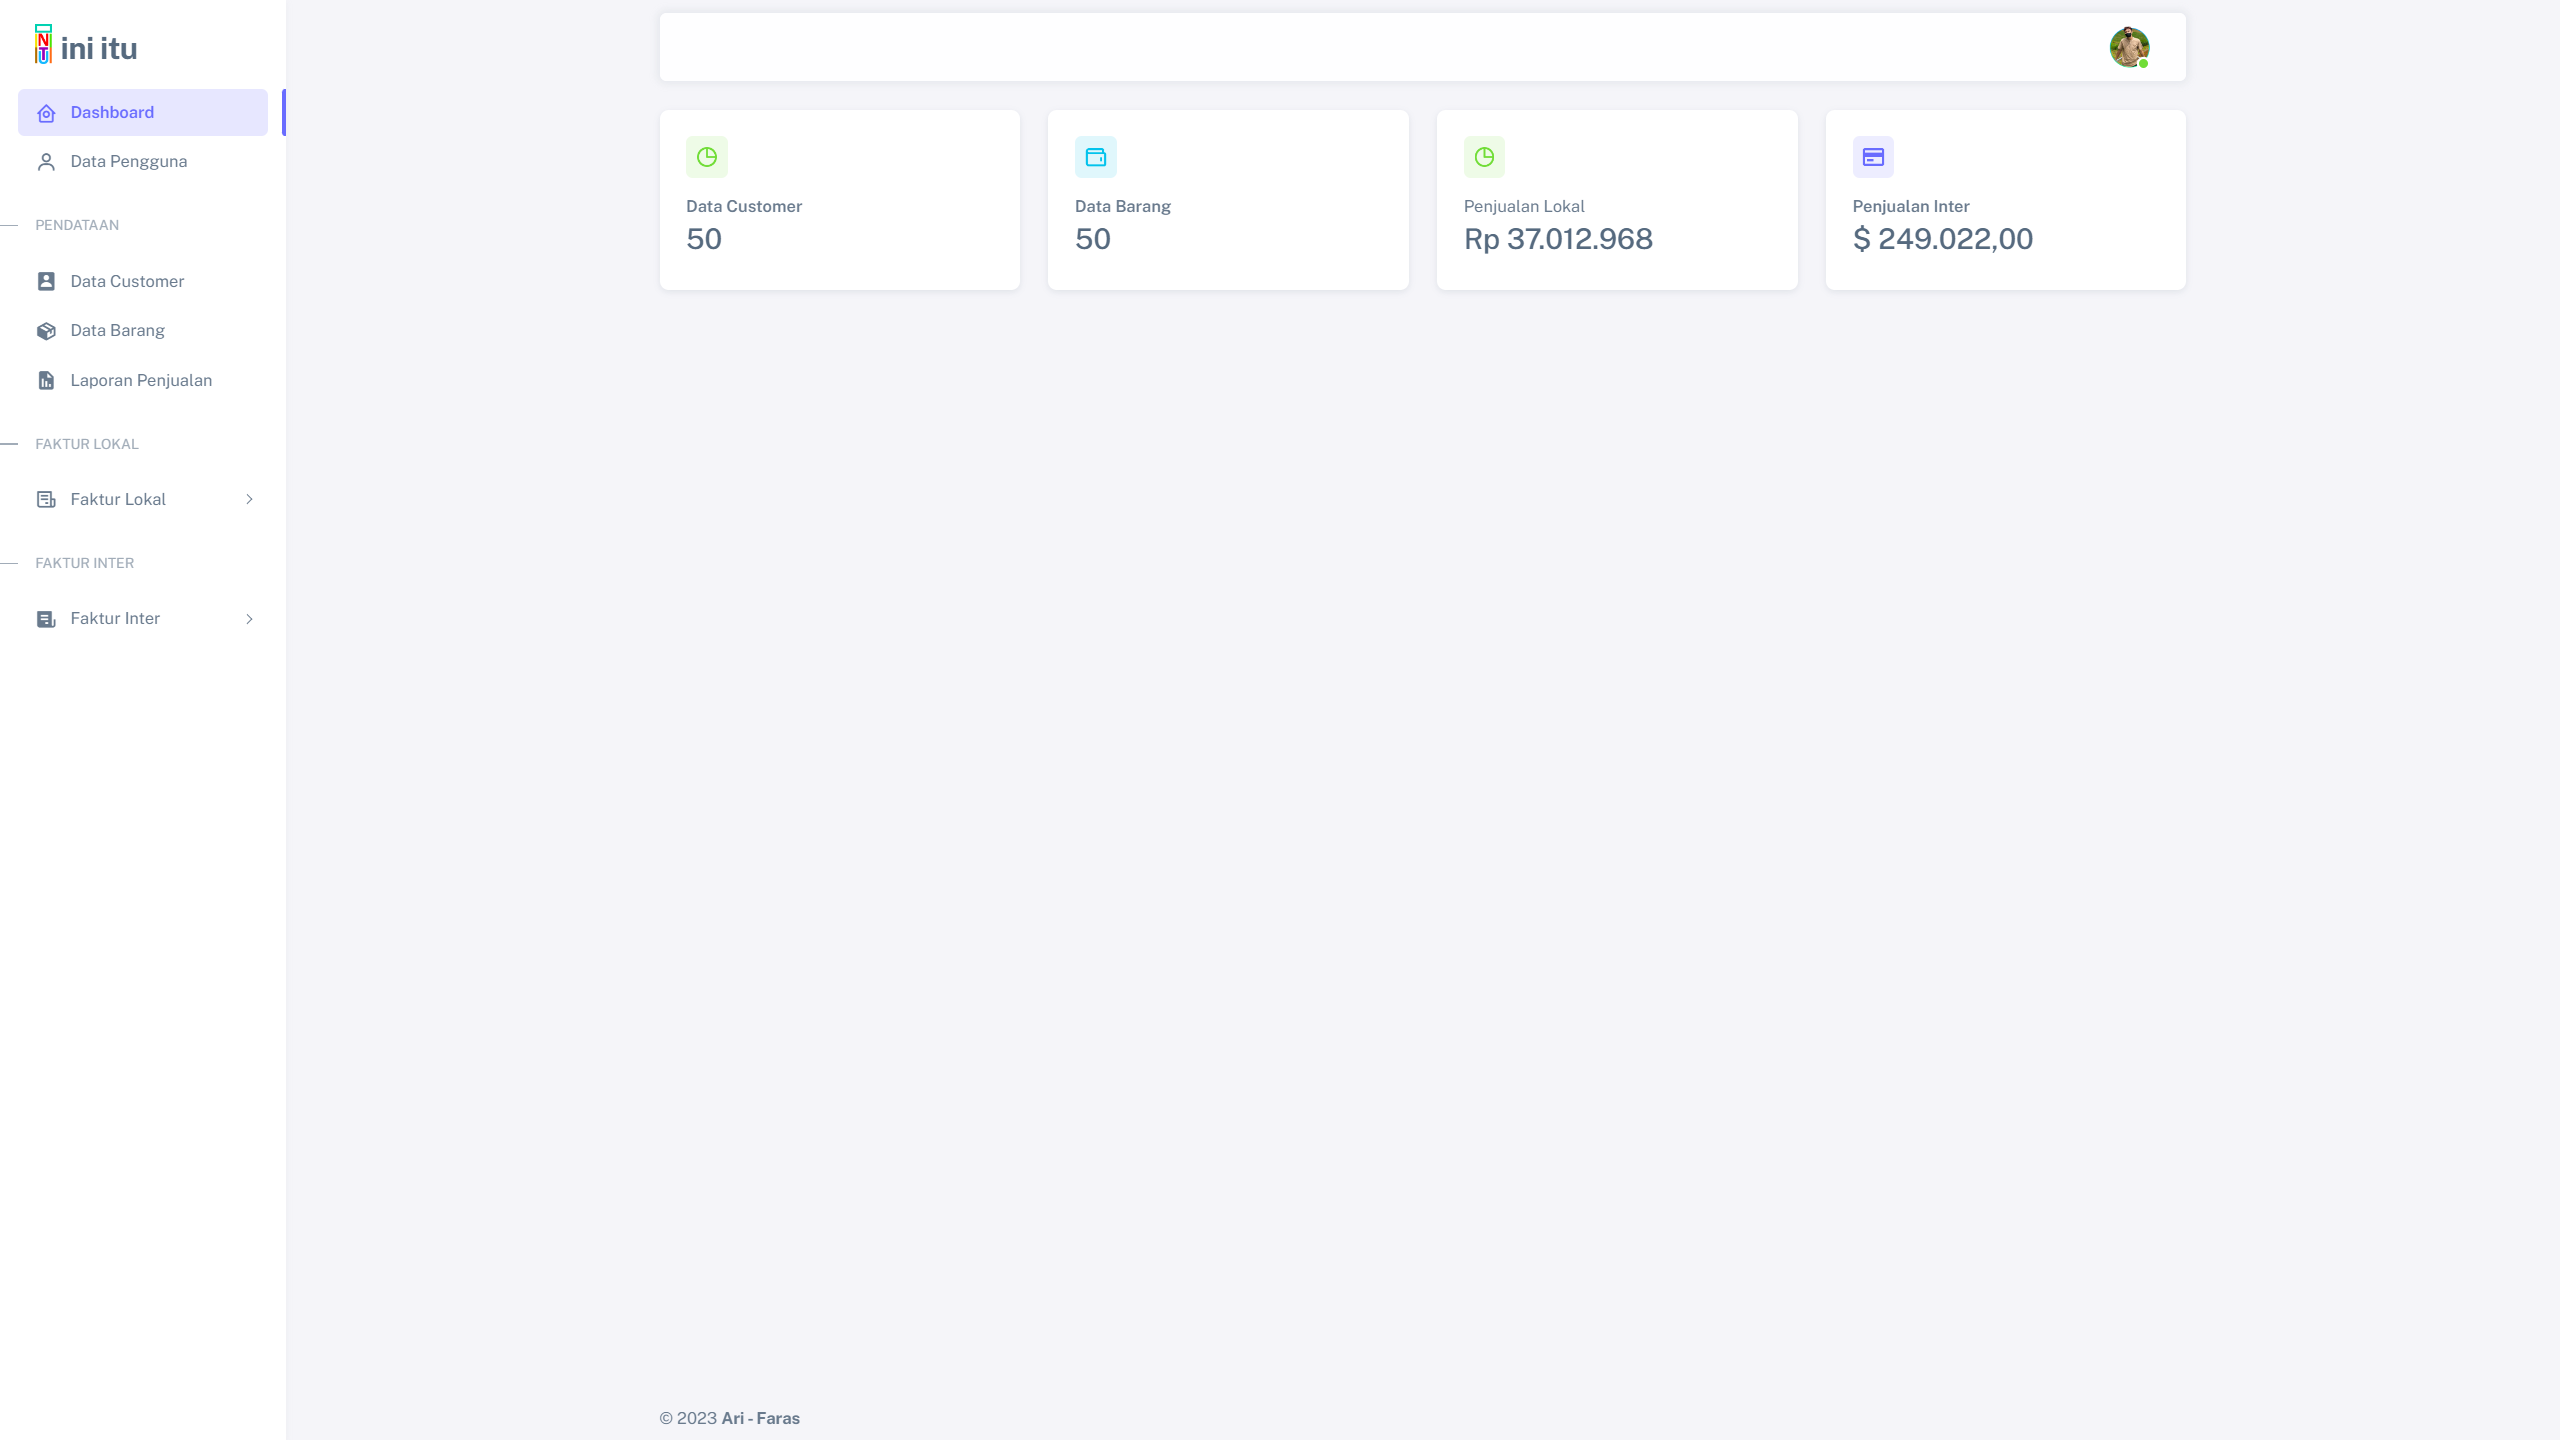 ini itu
Dashboard
Data Pengguna
PENDATAAN
Data Customer
Data Barang
Laporan Penjualan
FAKTUR LOKAL
Faktur Lokal
FAKTUR INTER
Faktur Inter
Data Customer
50
Data Barang
50
Penjualan Lokal
Rp 37.012.968
Penjualan Inter
$ 249.022,00
© 2023 Ari - Faras